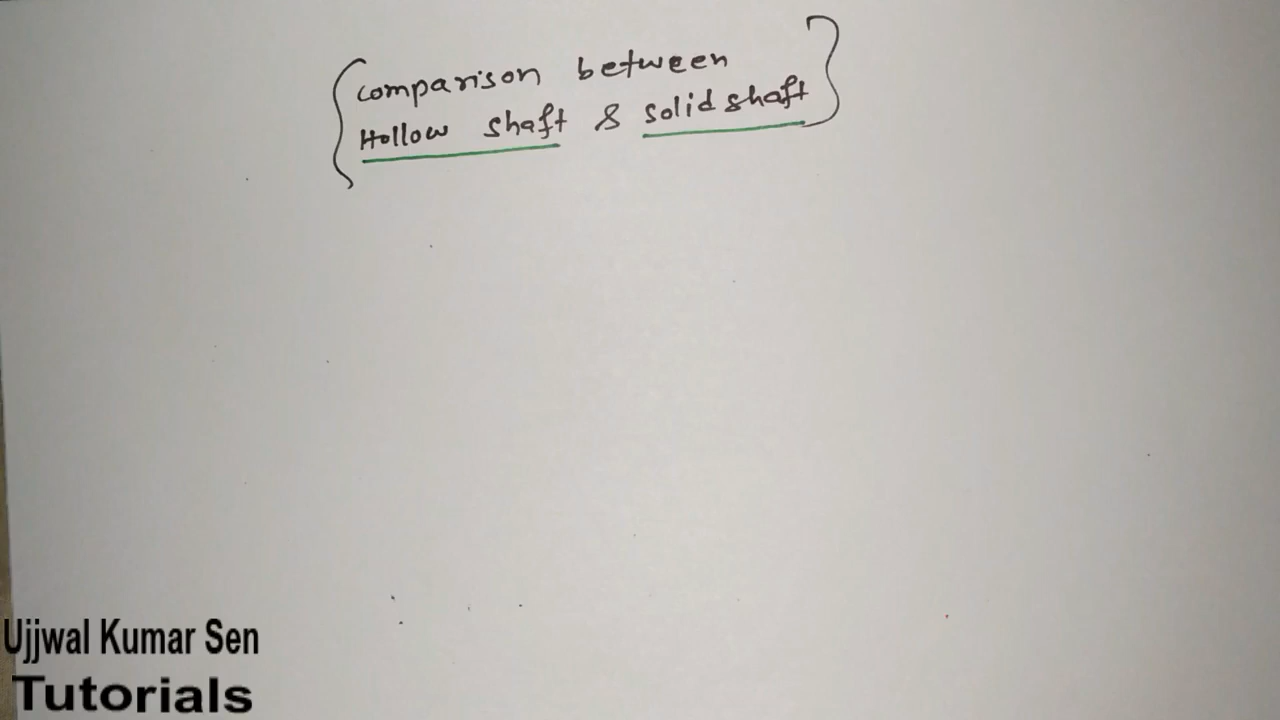 Comparison between
Hollow shaft & solid shaft
Ujjwal Kumar Sen
Tutorials